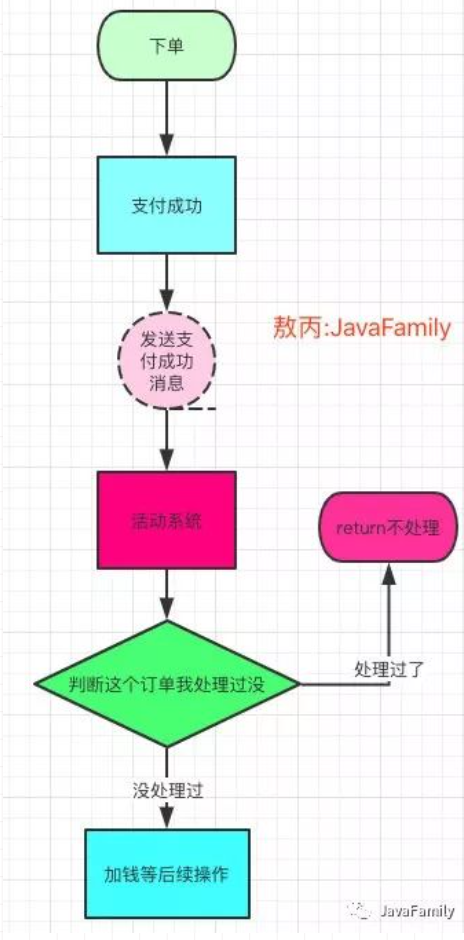 下单
支付成功
发送支
付成功
消息
敖丙:JavaFamily
活动系统
return不处理
判断这个订单我处理过没
处理过了
没处理过
加钱等后续操作
JavaFamily